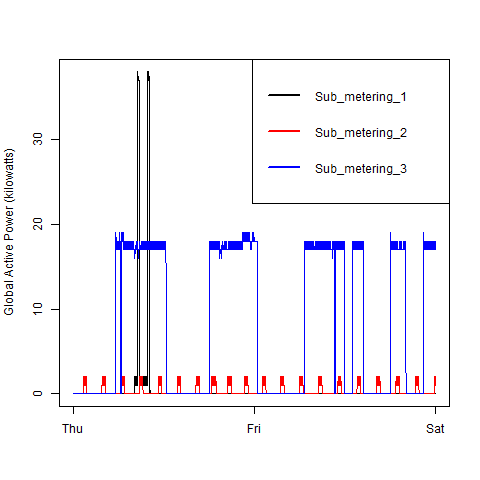 Global Active Power (kilowatts)
30
20
10
0
Sub_metering_1
Sub_metering_2
Sub_metering_3
Thu Fri Sat